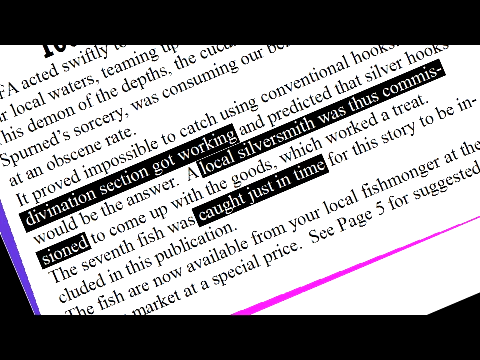 FA acted swiftly to
local waters, teaming up
his demon of the depths, the cucu
Spurned's sorcery, was consuming our be
at an obscene rate.
It proved impossible to catch using conventional hooks.
divination section got working and predicted that silver hooks
would be the answer. A local silversmith was thus commis-
sioned to come up with the goods, which worked a treat.
The seventh fish was caught just in time for this story to be in-
cluded in this publication.
The fish are now available from your local fishmonger at the
market at a special price. See Page 5 for suggested